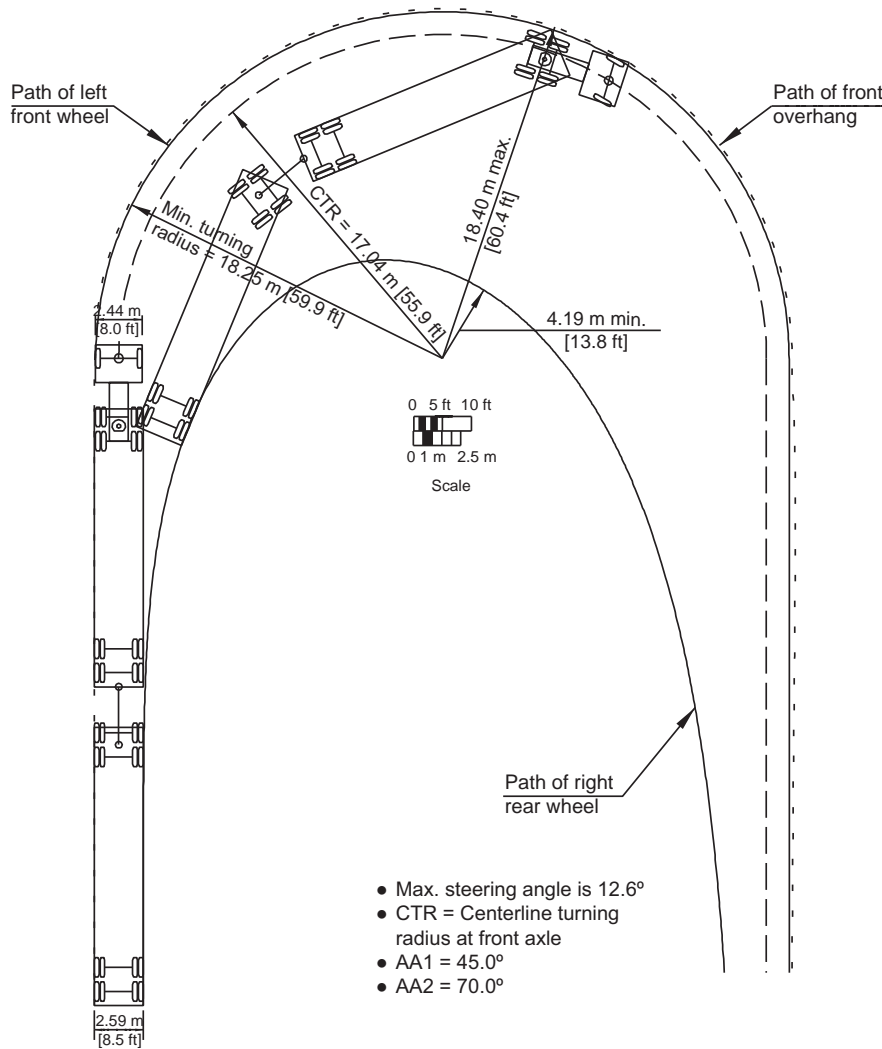 Path of left
front wheel
Path of front
overhang
18.40 m max.
[60.4 ft]
CTR = 17.04 m [55.9 ft]
Min. turning
radius = 18.25 m [59.9 ft]
2.44 m
[8.0 ft]
4.19 m min.
[13.8 ft]
0 5 ft 10 ft
0 1 m 2.5 m
Scale
Path of right
rear wheel
● Max. steering angle is 12.6º
● CTR = Centerline turning
radius at front axle
● AA1 = 45.0º
● AA2 = 70.0º
2.59 m
[8.5 ft]